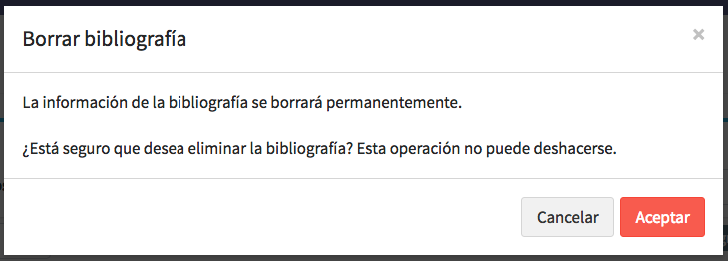 Borrar bibliografía
×
La información de la bibliografía se borrará permanentemente.
¿Está seguro que desea eliminar la bibliografía? Esta operación no puede deshacerse.
Cancelar
Aceptar